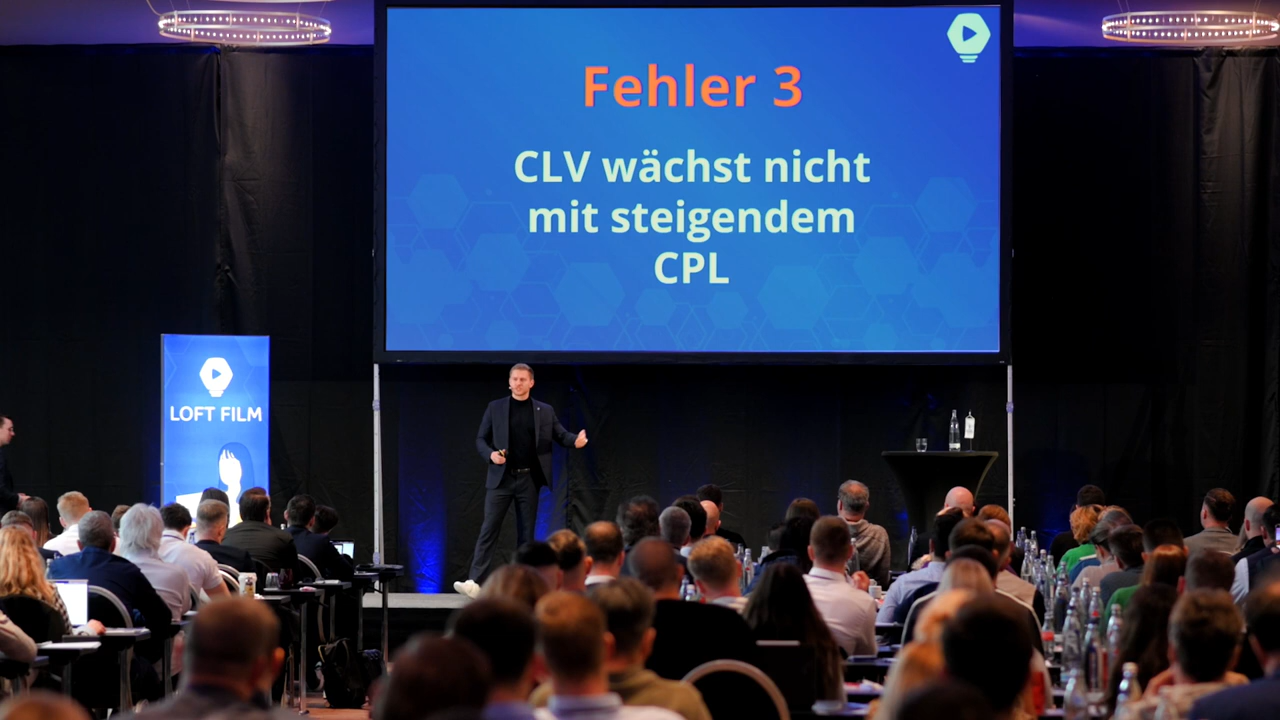 Fehler 3
CLV wächst nicht
mit steigendem
CPL
LOFT FILM